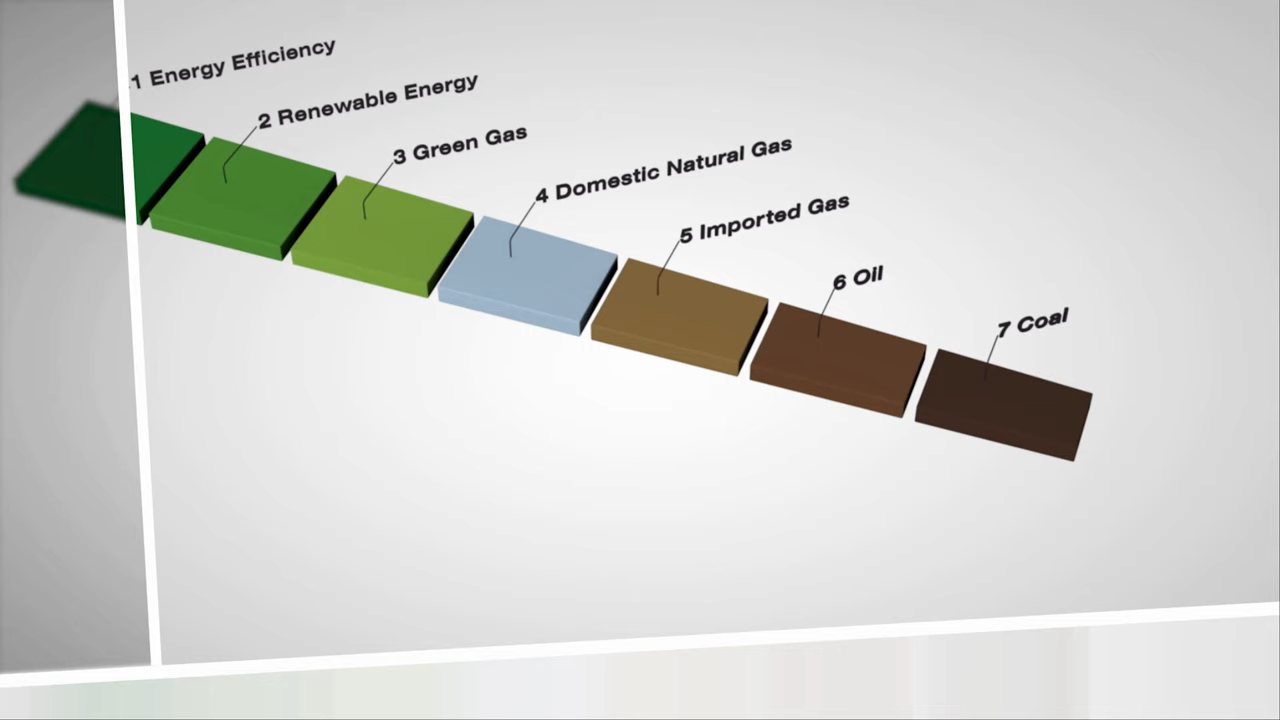 1 Energy Efficiency
2 Renewable Energy
3 Green Gas
4 Domestic Natural Gas
5 Imported Gas
6 Oil
7 Coal